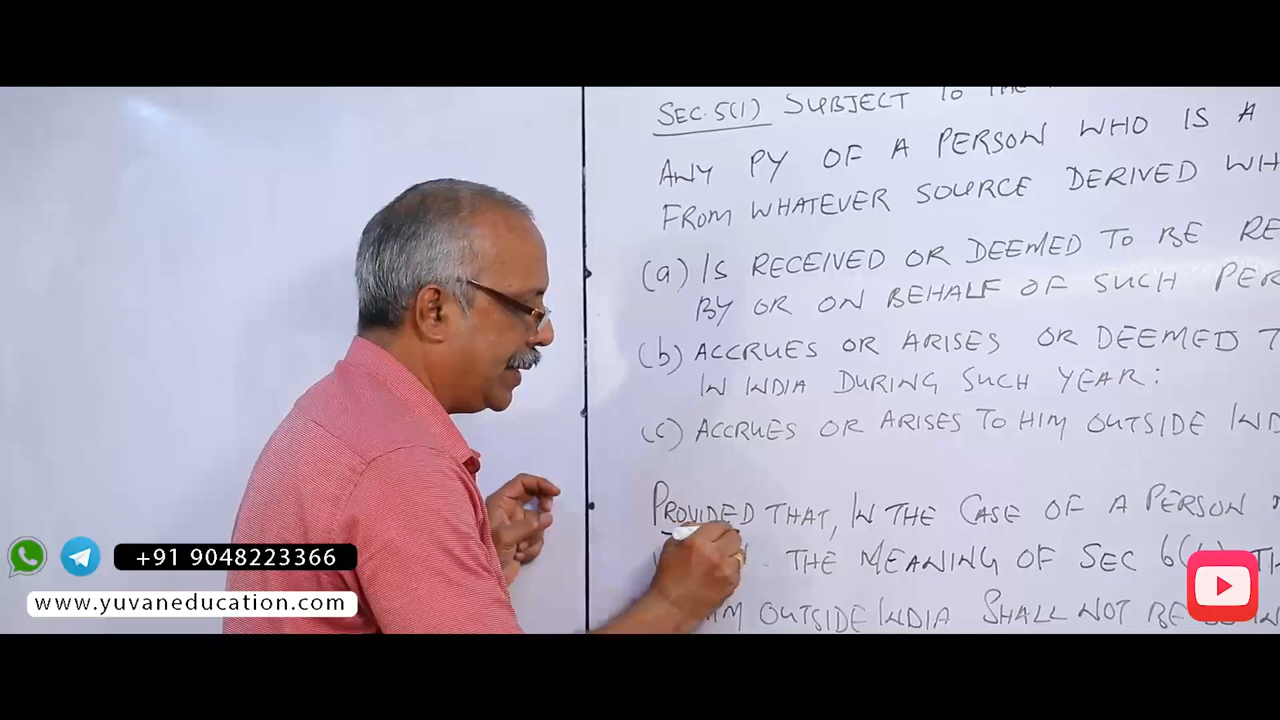 SEC. 5(1) SUBJECT TO THE
ANY PY OF A PERSON WHO IS A
FROM WHATEVER SOURCE DERIVED WH
(a) IS RECEIVED OR DEEMED TO BE RE
BY OR ON BEHALF OF SUCH PER
(b) ACCRUES OR ARISES OR DEEMED T
IN INDIA DURING SUCH YEAR:
(c) ACCRUES OR ARISES TO HIM OUTSIDE IND
PROVIDED THAT, IN THE CASE OF A PERSON
THE MEANING OF SEC 6(6) TH
HIM OUTSIDE INDIA SHALL NOT BE
+91 9048223366
www.yuvaneducation.com